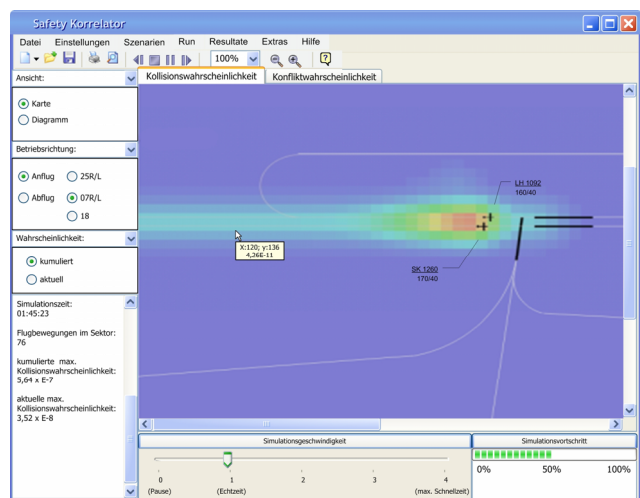 Safety Korrelator
Datei Einstellungen Szenarien Run Resultate Extras Hilfe
100%
?
Ansicht:
Kollisionswahrscheinlichkeit Konfliktwahrscheinlichkeit
Karte
Diagramm
Betriebsrichtung:
Anflug 25R/L
Abflug 07R/L
18
Wahrscheinlichkeit:
kumuliert
aktuell
Simulationszeit:
01:45:23
Flugbewegungen im Sektor:
76
kumulierte max.
Kollisionswahrscheinlichkeit:
5,64 x E-7
aktuelle max.
Kollisionswahrscheinlichkeit:
3,52 x E-8
LH 1092
160/40
X:120; y:136
4,26E-11
SK 1260
170/40
Simulationsgeschwindigkeit
0 1 2 3 4
(Pause) (Echtzeit) (max. Schnellzeit)
Simulationsvortschritt
0% 50% 100%